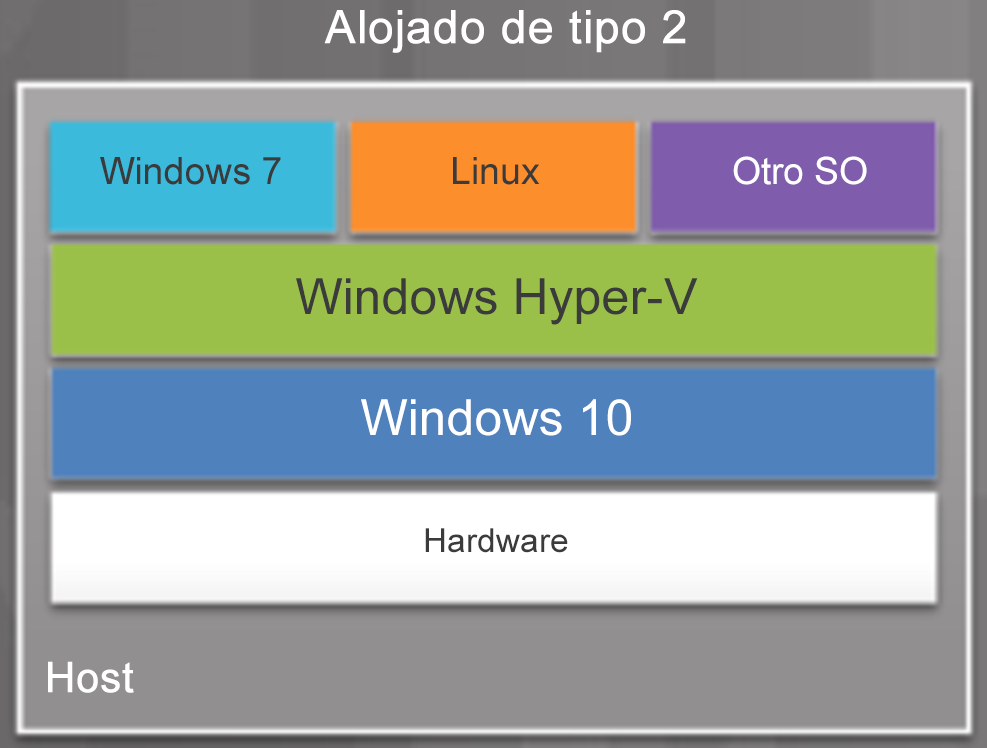 Alojado de tipo 2
Windows 7
Linux
Otro SO
Windows Hyper-V
Windows 10
Hardware
Host